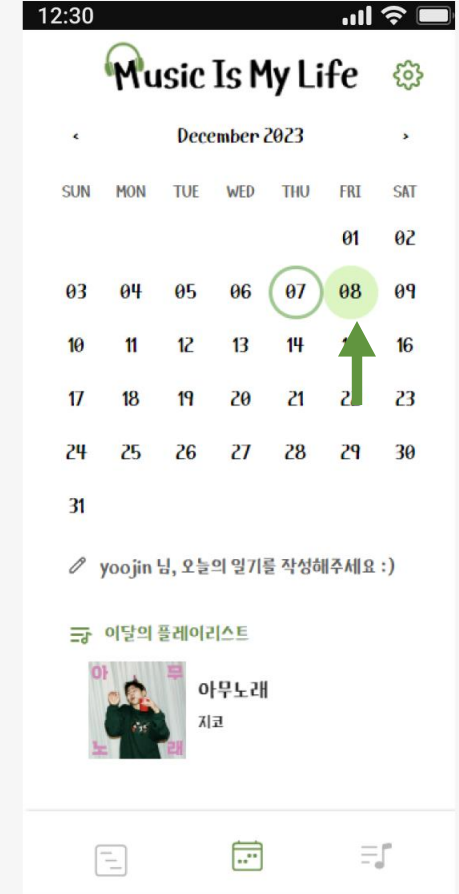 12:30
Music Is My Life
‹ December 2023 ›
SUN MON TUE WED THU FRI SAT
01 02
03 04 05 06 07 08 09
10 11 12 13 14 16
17 18 19 20 21 23
24 25 26 27 28 29 30
31
yoojin 님, 오늘의 일기를 작성해주세요 :)
이달의 플레이리스트
아무
노래
아무노래
지코